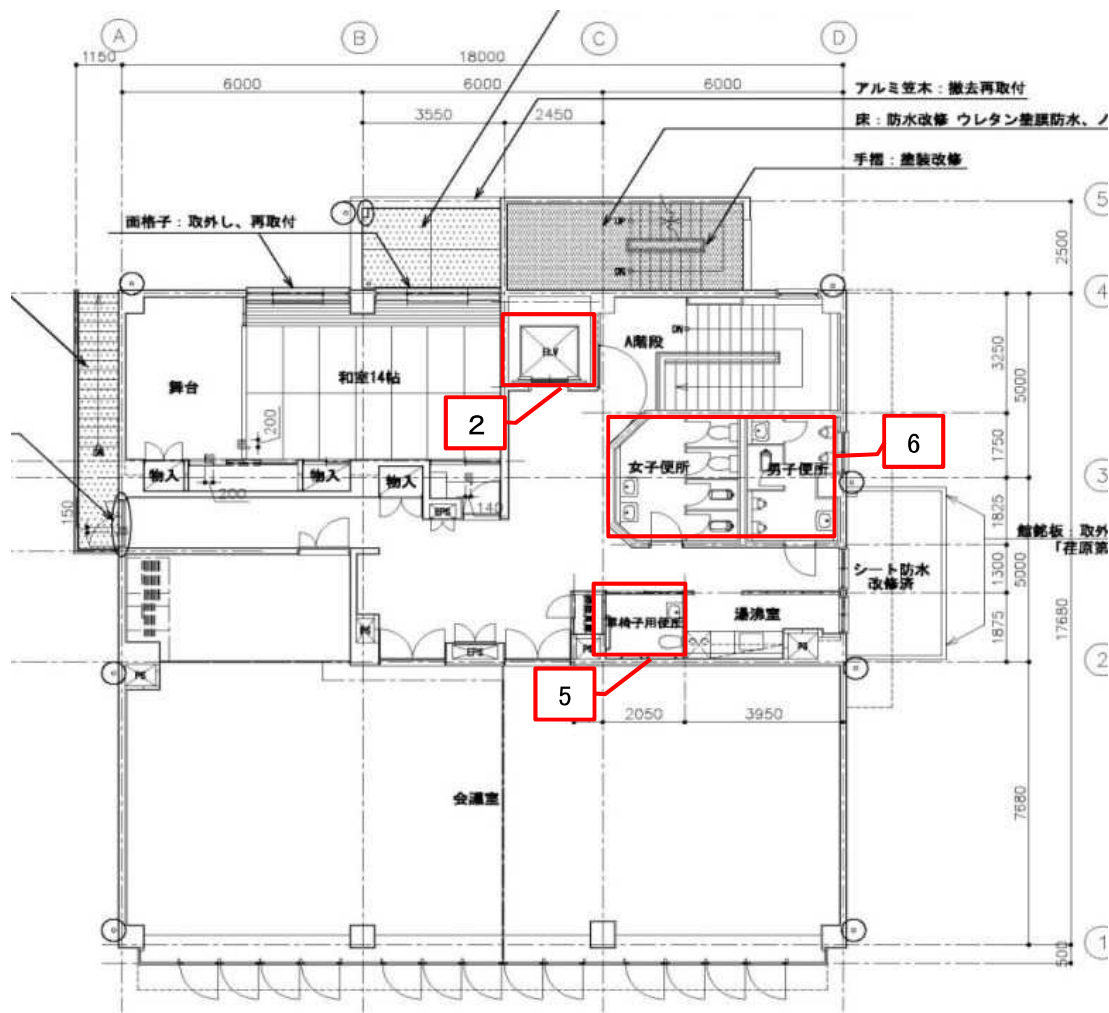 A
B
C
D
1150
18000
6000
6000
6000
3550
2450
アルミ笠木：撤去再取付
床：防水改修 ウレタン塗膜防水、ノ
手摺：塗装改修
5
面格子：取外し、再取付
UP
DN
2500
4
ELV
A階段
DN
3250
5000
舞台
和室14帖
200
2
6
女子便所
男子便所
1750
物入
物入
物入
200
EPS
140
3
150
1825
館銘板：取外
「荏原第
シート防水
改修済
1300
5000
17680
車椅子用便所
湯沸室
1875
PS
EPS
PS
PS
2
PS
5
2050
3950
会議室
7680
1
500